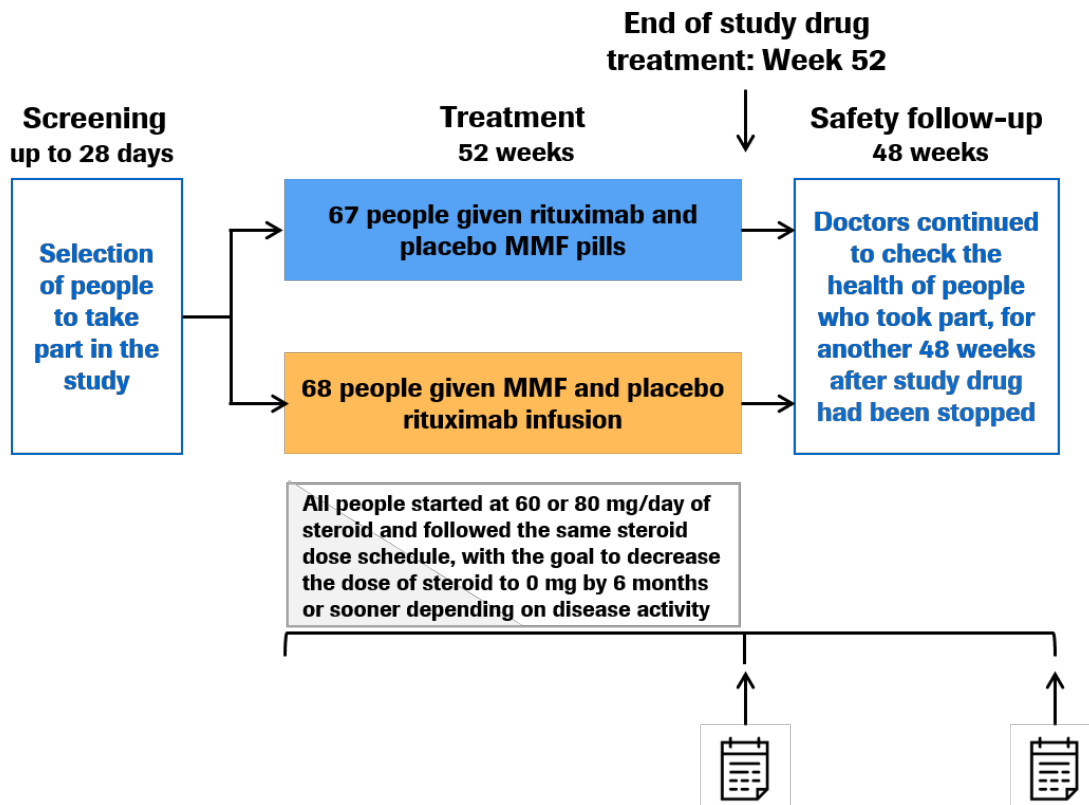 End of study drug
treatment: Week 52
Screening
up to 28 days
Treatment
52 weeks
Safety follow-up
48 weeks
Selection
of people
to take
part in the
study
67 people given rituximab and
placebo MMF pills
68 people given MMF and placebo
rituximab infusion
Doctors continued
to check the
health of people
who took part, for
another 48 weeks
after study drug
had been stopped
All people started at 60 or 80 mg/day of
steroid and followed the same steroid
dose schedule, with the goal to decrease
the dose of steroid to 0 mg by 6 months
or sooner depending on disease activity